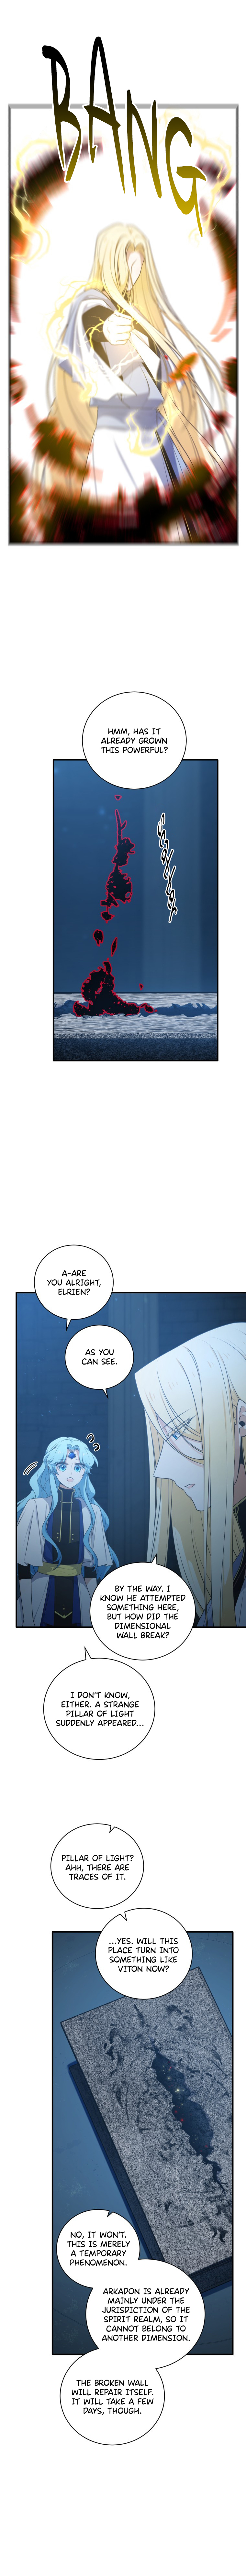 BANG
HMM, HAS IT
ALREADY GROWN
THIS POWERFUL?
A-ARE
YOU ALRIGHT,
ELRIEN?
AS YOU
CAN SEE.
BY THE WAY. I
KNOW HE ATTEMPTED
SOMETHING HERE,
BUT HOW DID THE
DIMENSIONAL
WALL BREAK?
I DON'T KNOW,
EITHER. A STRANGE
PILLAR OF LIGHT
SUDDENLY APPEARED...
PILLAR OF LIGHT?
AHH, THERE ARE
TRACES OF IT.
...YES. WILL THIS
PLACE TURN INTO
SOMETHING LIKE
VITON NOW?
NO, IT WON'T.
THIS IS MERELY
A TEMPORARY
PHENOMENON.
ARKADON IS ALREADY
MAINLY UNDER THE
JURISDICTION OF THE
SPIRIT REALM, SO IT
CANNOT BELONG TO
ANOTHER DIMENSION.
THE BROKEN WALL
WILL REPAIR ITSELF.
IT WILL TAKE A FEW
DAYS, THOUGH.